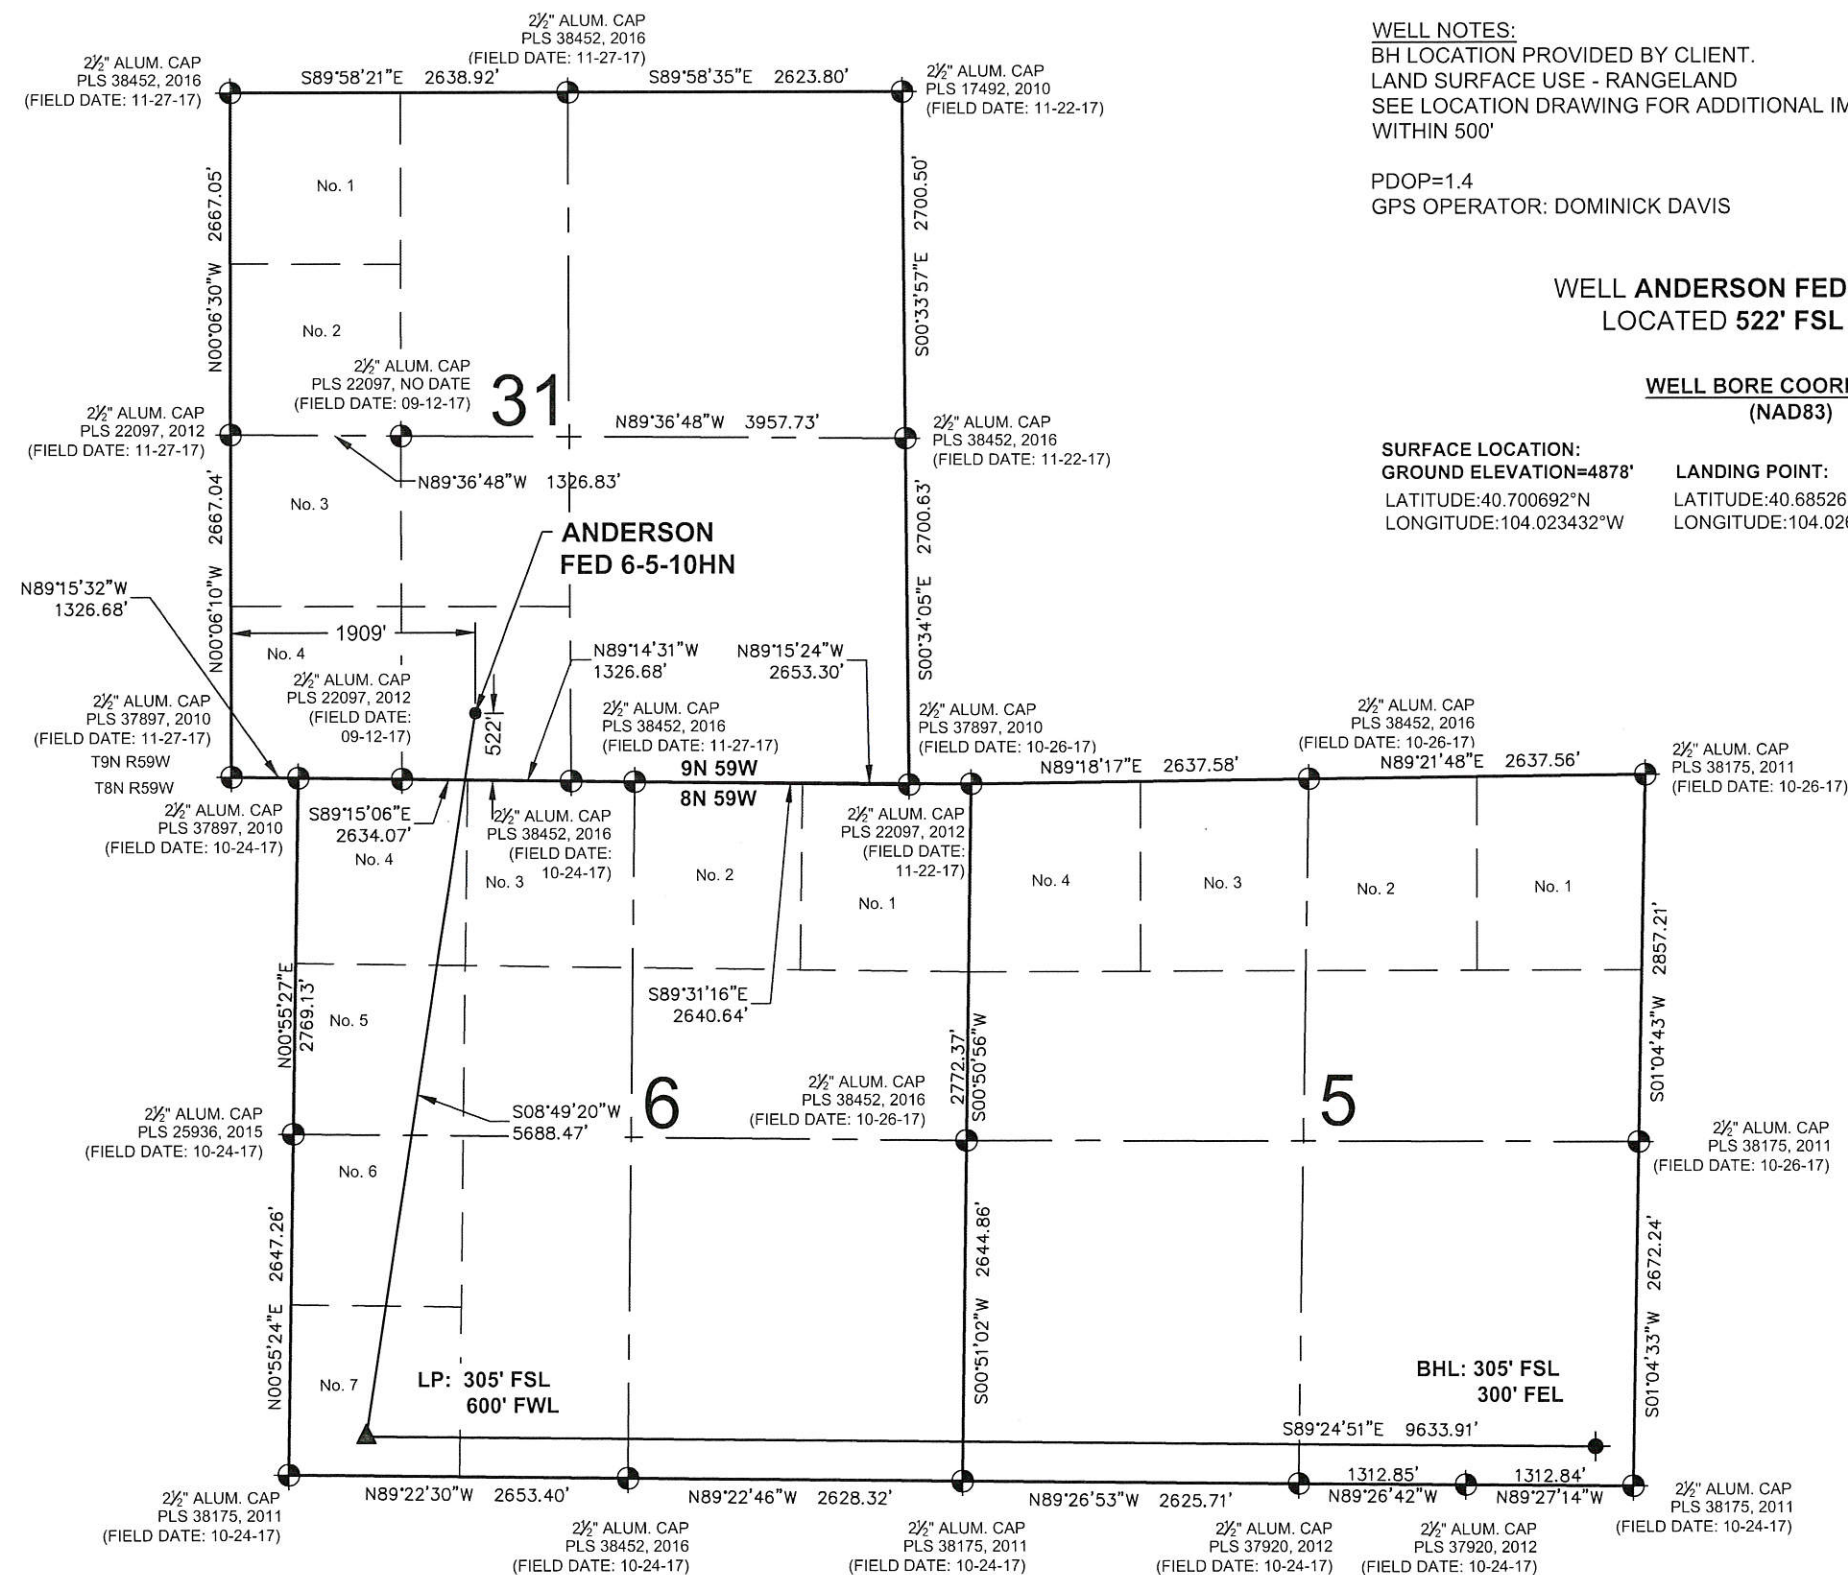 2½" ALUM. CAP
PLS 38452, 2016
(FIELD DATE: 11-27-17)
2½" ALUM. CAP
PLS 38452, 2016
(FIELD DATE: 11-27-17)
S89°58'21"E 2638.92'
S89°58'35"E 2623.80'
2½" ALUM. CAP
PLS 17492, 2010
(FIELD DATE: 11-22-17)
WELL NOTES:
BH LOCATION PROVIDED BY CLIENT.
LAND SURFACE USE - RANGELAND
SEE LOCATION DRAWING FOR ADDITIONAL
WITHIN 500'
PDOP=1.4
GPS OPERATOR: DOMINICK DAVIS
WELL ANDERSON FED
LOCATED 522' FSL
WELL BORE
(NAD83)
SURFACE LOCATION:
GROUND ELEVATION=4878'
LATITUDE:40.700692°N
LONGITUDE:104.023432°W
LANDING POINT:
LATITUDE:40.68526
LONGITUDE:104.02
N00°06'30"W 2667.05'
No. 1
No. 2
S00°33'57"E 2700.50'
2½" ALUM. CAP
PLS 22097, NO DATE
(FIELD DATE: 09-12-17)
31
2½" ALUM. CAP
PLS 22097, 2012
(FIELD DATE: 11-27-17)
N89°36'48"W 3957.73'
2½" ALUM. CAP
PLS 38452, 2016
(FIELD DATE: 11-22-17)
N89°36'48"W 1326.83'
No. 3
N00°06'10"W 2667.04'
ANDERSON
FED 6-5-10HN
S00°34'05"E 2700.63'
N89°15'32"W
1326.68'
1909'
No. 4
N89°14'31"W
1326.68'
N89°15'24"W
2653.30'
2½" ALUM. CAP
PLS 37897, 2010
(FIELD DATE: 11-27-17)
2½" ALUM. CAP
PLS 22097, 2012
(FIELD DATE:
09-12-17)
522'
2½" ALUM. CAP
PLS 38452, 2016
(FIELD DATE: 11-27-17)
2½" ALUM. CAP
PLS 37897, 2010
(FIELD DATE: 10-26-17)
2½" ALUM. CAP
PLS 38452, 2016
(FIELD DATE: 10-26-17)
T9N R59W
T8N R59W
9N 59W
8N 59W
N89°18'17"E 2637.58'
N89°21'48"E 2637.56'
2½" ALUM. CAP
PLS 38175, 2011
(FIELD DATE: 10-26-17)
2½" ALUM. CAP
PLS 37897, 2010
(FIELD DATE: 10-24-17)
S89°15'06"E
2634.07'
2½" ALUM. CAP
PLS 38452, 2016
(FIELD DATE:
10-24-17)
2½" ALUM. CAP
PLS 22097, 2012
(FIELD DATE:
11-22-17)
No. 4
No. 3
No. 2
No. 1
No. 4
No. 3
No. 2
No. 1
N00°55'27"E
2769.13'
S89°31'16"E
2640.64'
No. 5
2772.37'
S00°50'56"W
S01°04'43"W 2857.21'
2½" ALUM. CAP
PLS 25936, 2015
(FIELD DATE: 10-24-17)
S08°49'20"W
5688.47'
6
2½" ALUM. CAP
PLS 38452, 2016
(FIELD DATE: 10-26-17)
5
2½" ALUM. CAP
PLS 38175, 2011
(FIELD DATE: 10-26-17)
No. 6
N00°55'24"E 2647.26'
S00°51'02"W 2644.86'
S01°04'33"W 2672.24'
No. 7
LP: 305' FSL
600' FWL
BHL: 305' FSL
300' FEL
S89°24'51"E 9633.91'
N89°22'30"W 2653.40'
N89°22'46"W 2628.32'
N89°26'53"W 2625.71'
1312.85'
N89°26'42"W
1312.84'
N89°27'14"W
2½" ALUM. CAP
PLS 38175, 2011
(FIELD DATE: 10-24-17)
2½" ALUM. CAP
PLS 38452, 2016
(FIELD DATE: 10-24-17)
2½" ALUM. CAP
PLS 38175, 2011
(FIELD DATE: 10-24-17)
2½" ALUM. CAP
PLS 37920, 2012
(FIELD DATE: 10-24-17)
2½" ALUM. CAP
PLS 37920, 2012
(FIELD DATE: 10-24-17)
2½" ALUM. CAP
PLS 38175, 2011
(FIELD DATE: 10-24-17)